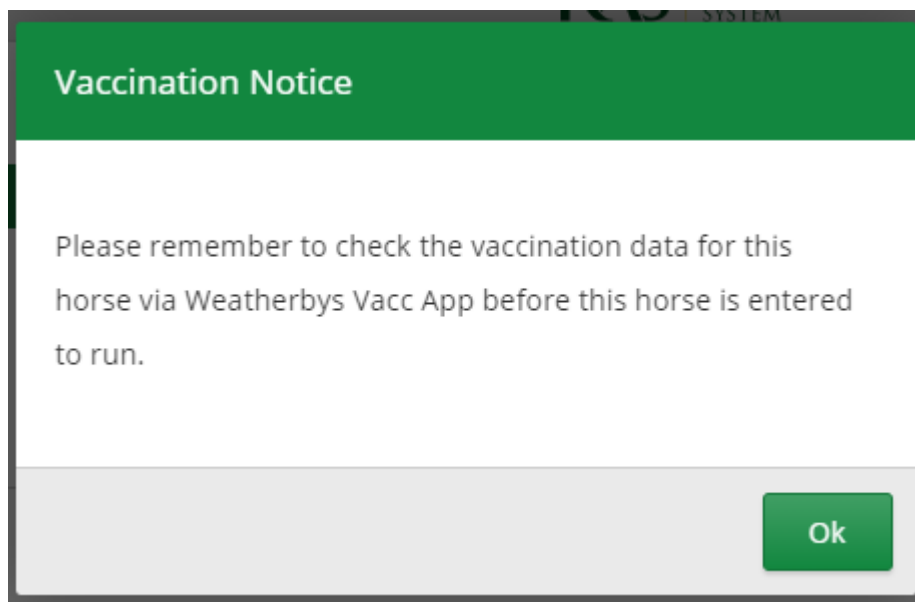 SYSTEM
Vaccination Notice
Please remember to check the vaccination data for this
horse via Weatherbys Vacc App before this horse is entered
to run.
Ok